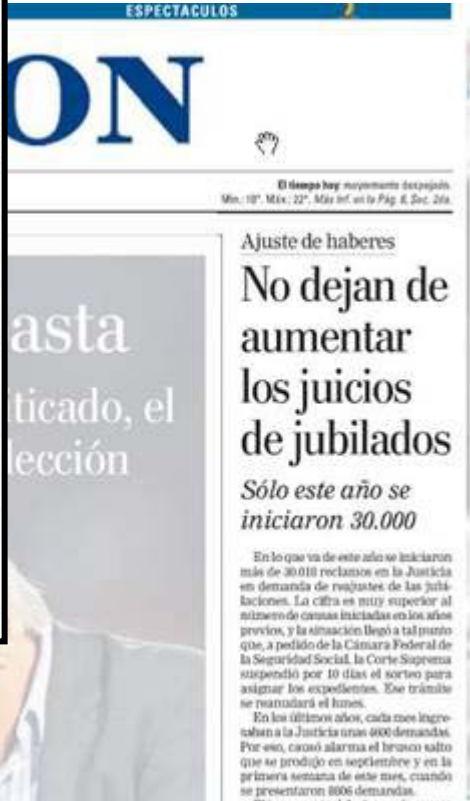 ESPECTACULOS
ON
El tiempo hoy mayormente despejado.
Mín.: 10°. Máx.: 22°. Más inf. en la Pág. 8, Sec. 2da.
Ajuste de haberes
No dejan de
aumentar
los juicios
de jubilados
Sólo este año se
iniciaron 30.000
asta
iticado, el
lección
En lo que va de este año se iniciaron
más de 30.010 reclamos en la Justicia
en demanda de reajustes de las jubi-
laciones. La cifra es muy superior al
número de causas iniciadas en los años
previos, y la situación llegó a tal punto
que, a pedido de la Cámara Federal de
la Seguridad Social, la Corte Suprema
suspendió por 10 días el sorteo para
asignar los expedientes. Ese trámite
se reanudará el lunes.
En los últimos años, cada mes ingre-
saban a la Justicia unas 4600 demandas.
Por eso, causó alarma el brusco salto
que se produjo en septiembre y en la
primera semana de este mes, cuando
se presentaron 8806 demandas.